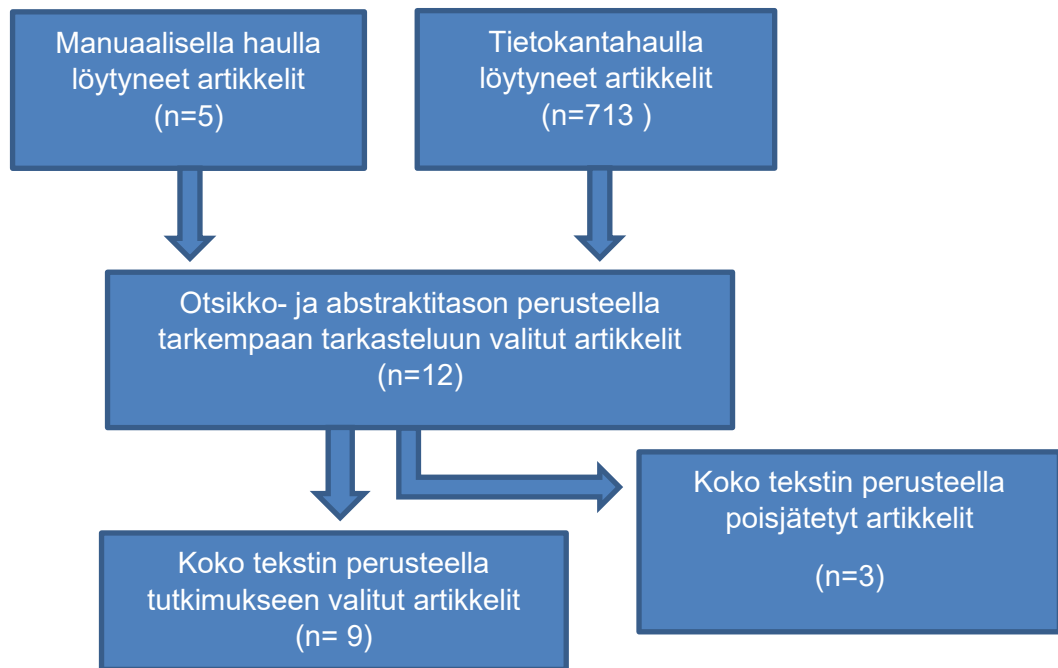 Manuaalisella haulla
löytyneet artikkelit
(n=5)
Tietokantahaulla
löytyneet artikkelit
(n=713 )
Otsikko- ja abstraktitason perusteella
tarkempaan tarkasteluun valitut artikkelit
(n=12)
Koko tekstin perusteella
poisjätetyt artikkelit
(n=3)
Koko tekstin perusteella
tutkimukseen valitut artikkelit
(n= 9)